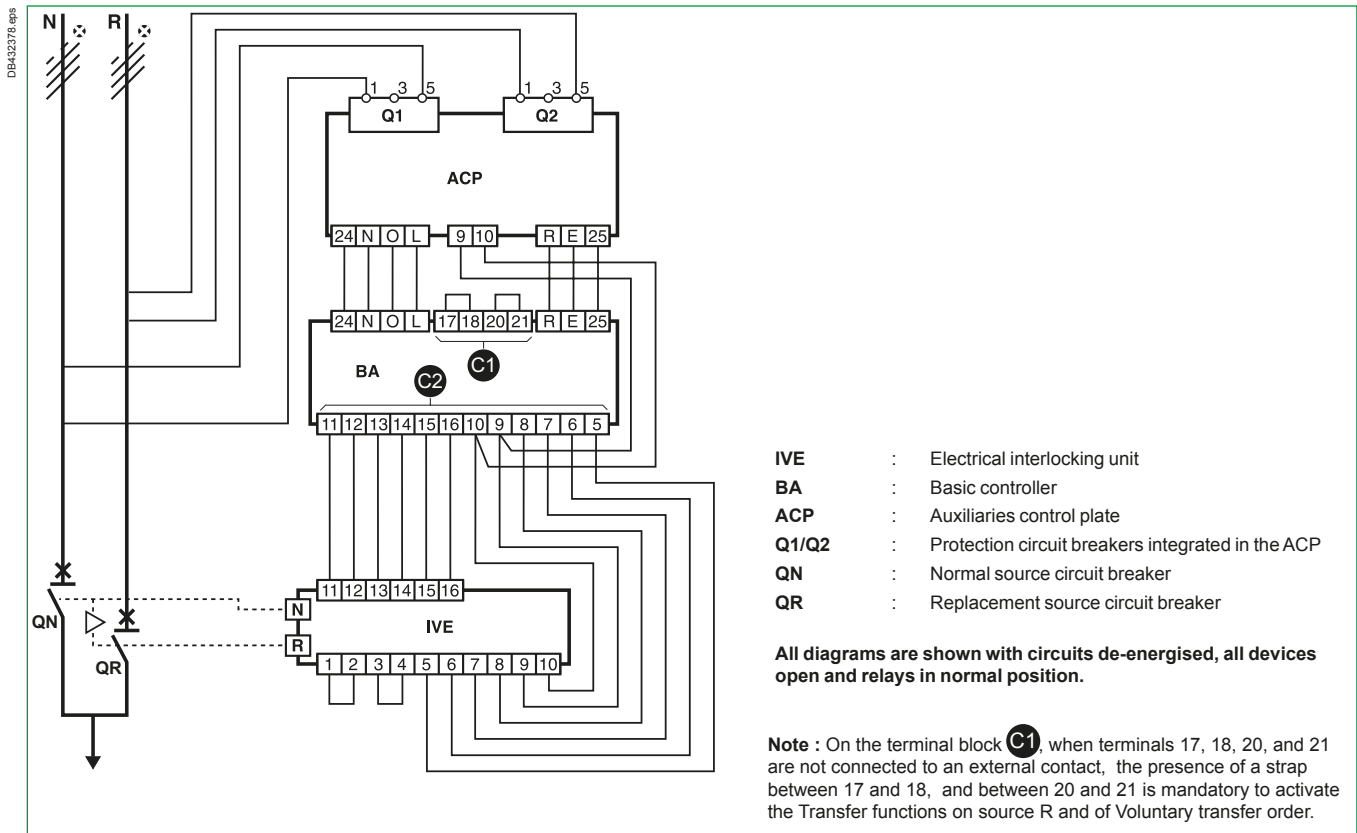 DB432378.eps
N R
1 3 5 1 3 5
Q1 Q2
ACP
24 N O L 9 10 R E 25
24 N O L 17 18 20 21 R E 25
BA C2 C1
11 12 13 14 15 16 10 9 8 7 6 5
11 12 13 14 15 16
N
IVE
R
1 2 3 4 5 6 7 8 9 10
QN
QR
IVE : Electrical interlocking unit
BA : Basic controller
ACP : Auxiliaries control plate
Q1/Q2 : Protection circuit breakers integrated in the ACP
QN : Normal source circuit breaker
QR : Replacement source circuit breaker
All diagrams are shown with circuits de-energised, all devices
open and relays in normal position.
Note : On the terminal block C1, when terminals 17, 18, 20, and 21
are not connected to an external contact, the presence of a strap
between 17 and 18, and between 20 and 21 is mandatory to activate
the Transfer functions on source R and of Voluntary transfer order.